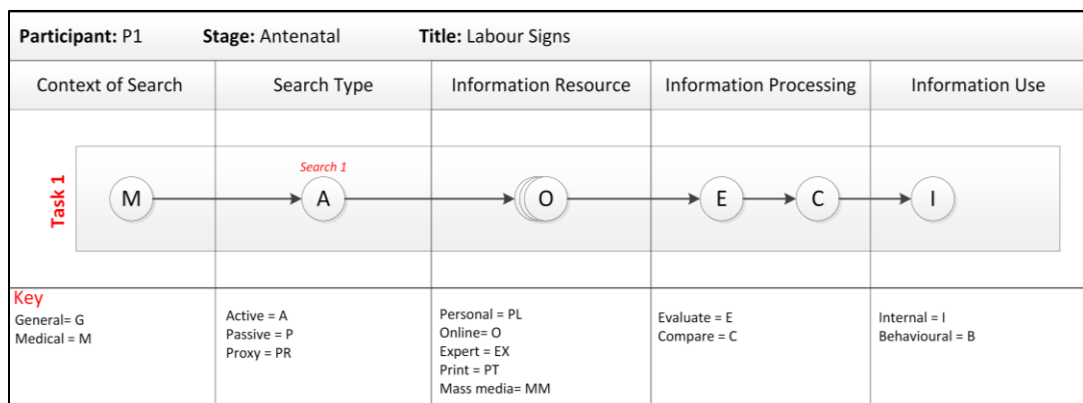 Participant: P1 Stage: Antenatal Title: Labour Signs
Context of Search Search Type Information Resource Information Processing Information Use
Task 1
Search 1
M A O E C I
Key
General= G
Medical = M
Active = A
Passive = P
Proxy = PR
Personal = PL
Online= O
Expert = EX
Print = PT
Mass media= MM
Evaluate = E
Compare = C
Internal = I
Behavioural = B